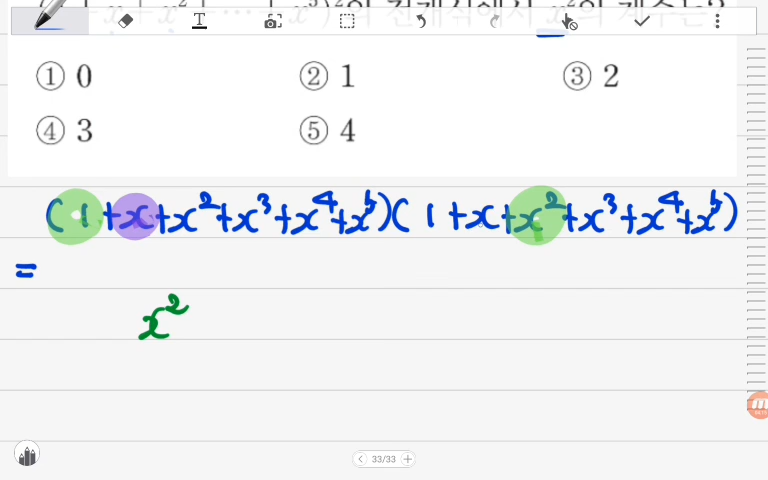 ① 0 ② 1 ③ 2
④ 3 ⑤ 4
(1+x+x²+x³+x⁴+x⁵)(1+x+x²+x³+x⁴+x⁵)
=
x²
33/33